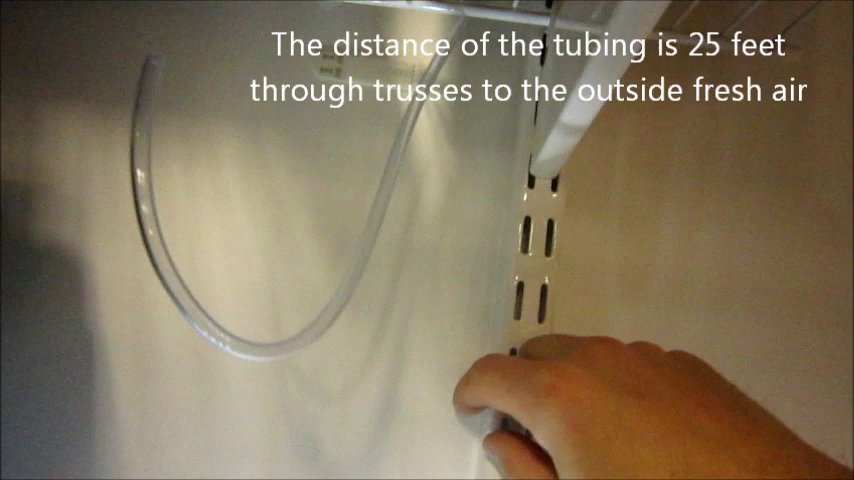 The distance of the tubing is 25 feet
through trusses to the outside fresh air